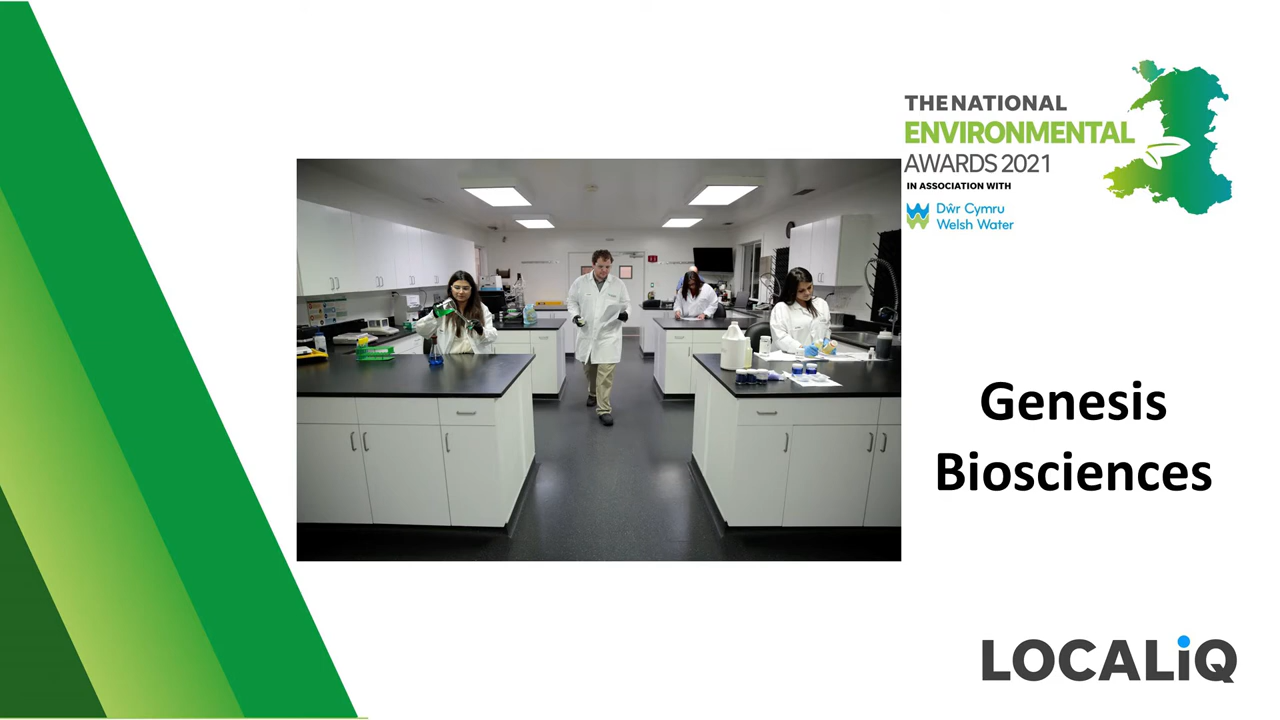 THE NATIONAL
ENVIRONMENTAL
AWARDS 2021
IN ASSOCIATION WITH
Dŵr Cymru
Welsh Water
Genesis
Biosciences
LOCALiQ